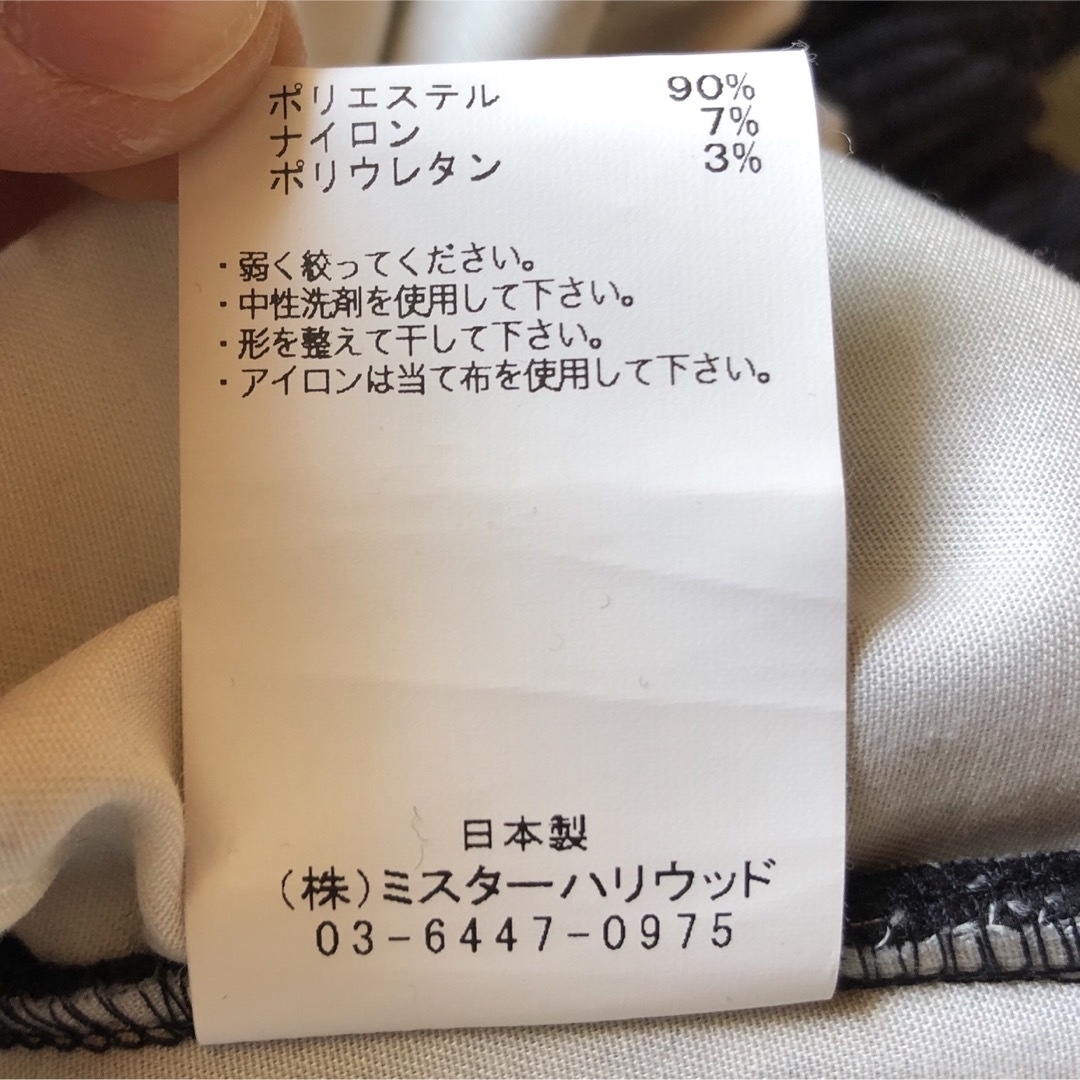 ポリエステル 90%
ナイロン 7%
ポリウレタン 3%
・弱く絞ってください。
・中性洗剤を使用して下さい。
・形を整えて干して下さい。
・アイロンは当て布を使用して下さい。
日本製
(株)ミスターハリウッド
03-6447-0975